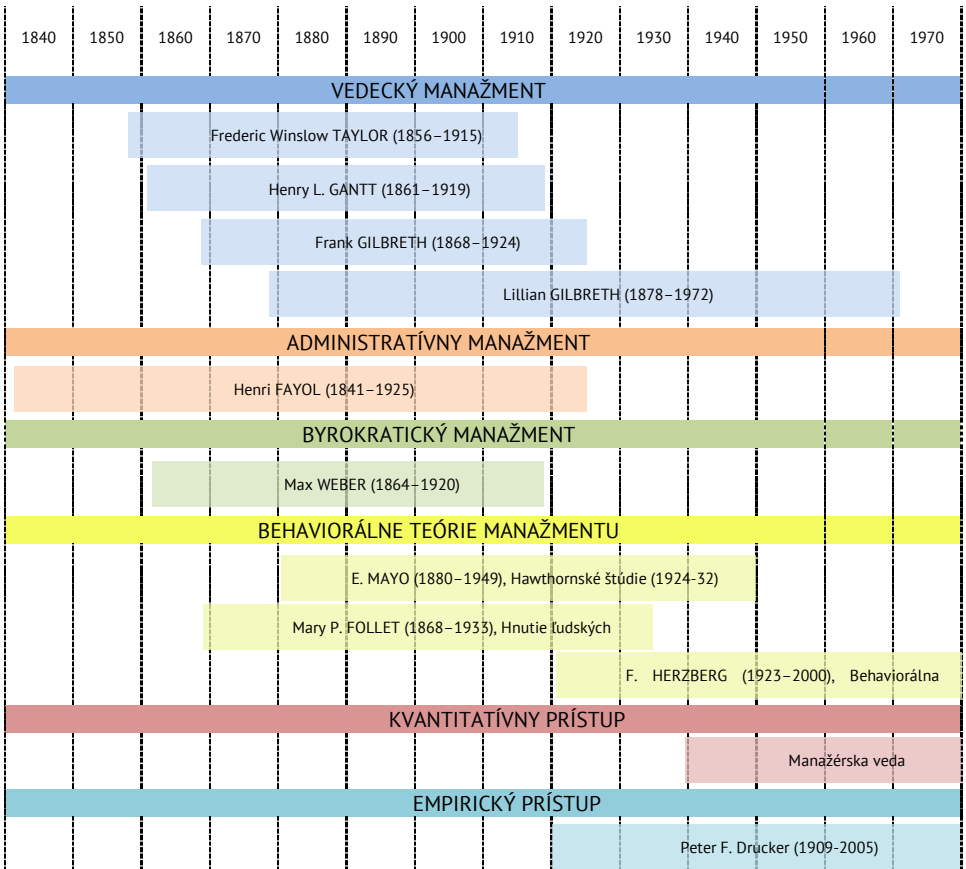 1840 1850 1860 1870 1880 1890 1900 1910 1920 1930 1940 1950 1960 1970
VEDECKÝ MANAŽMENT
Frederic Winslow TAYLOR (1856–1915)
Henry L. GANTT (1861–1919)
Frank GILBRETH (1868–1924)
Lillian GILBRETH (1878–1972)
ADMINISTRATÍVNY MANAŽMENT
Henri FAYOL (1841–1925)
BYROKRATICKÝ MANAŽMENT
Max WEBER (1864–1920)
BEHAVIORÁLNE TEÓRIE MANAŽMENTU
E. MAYO (1880–1949), Hawthornské štúdie (1924-32)
Mary P. FOLLET (1868–1933), Hnutie ľudských
F. HERZBERG (1923–2000), Behaviorálna
KVANTITATÍVNY PRÍSTUP
Manažérska veda
EMPIRICKÝ PRÍSTUP
Peter F. Drucker (1909-2005)